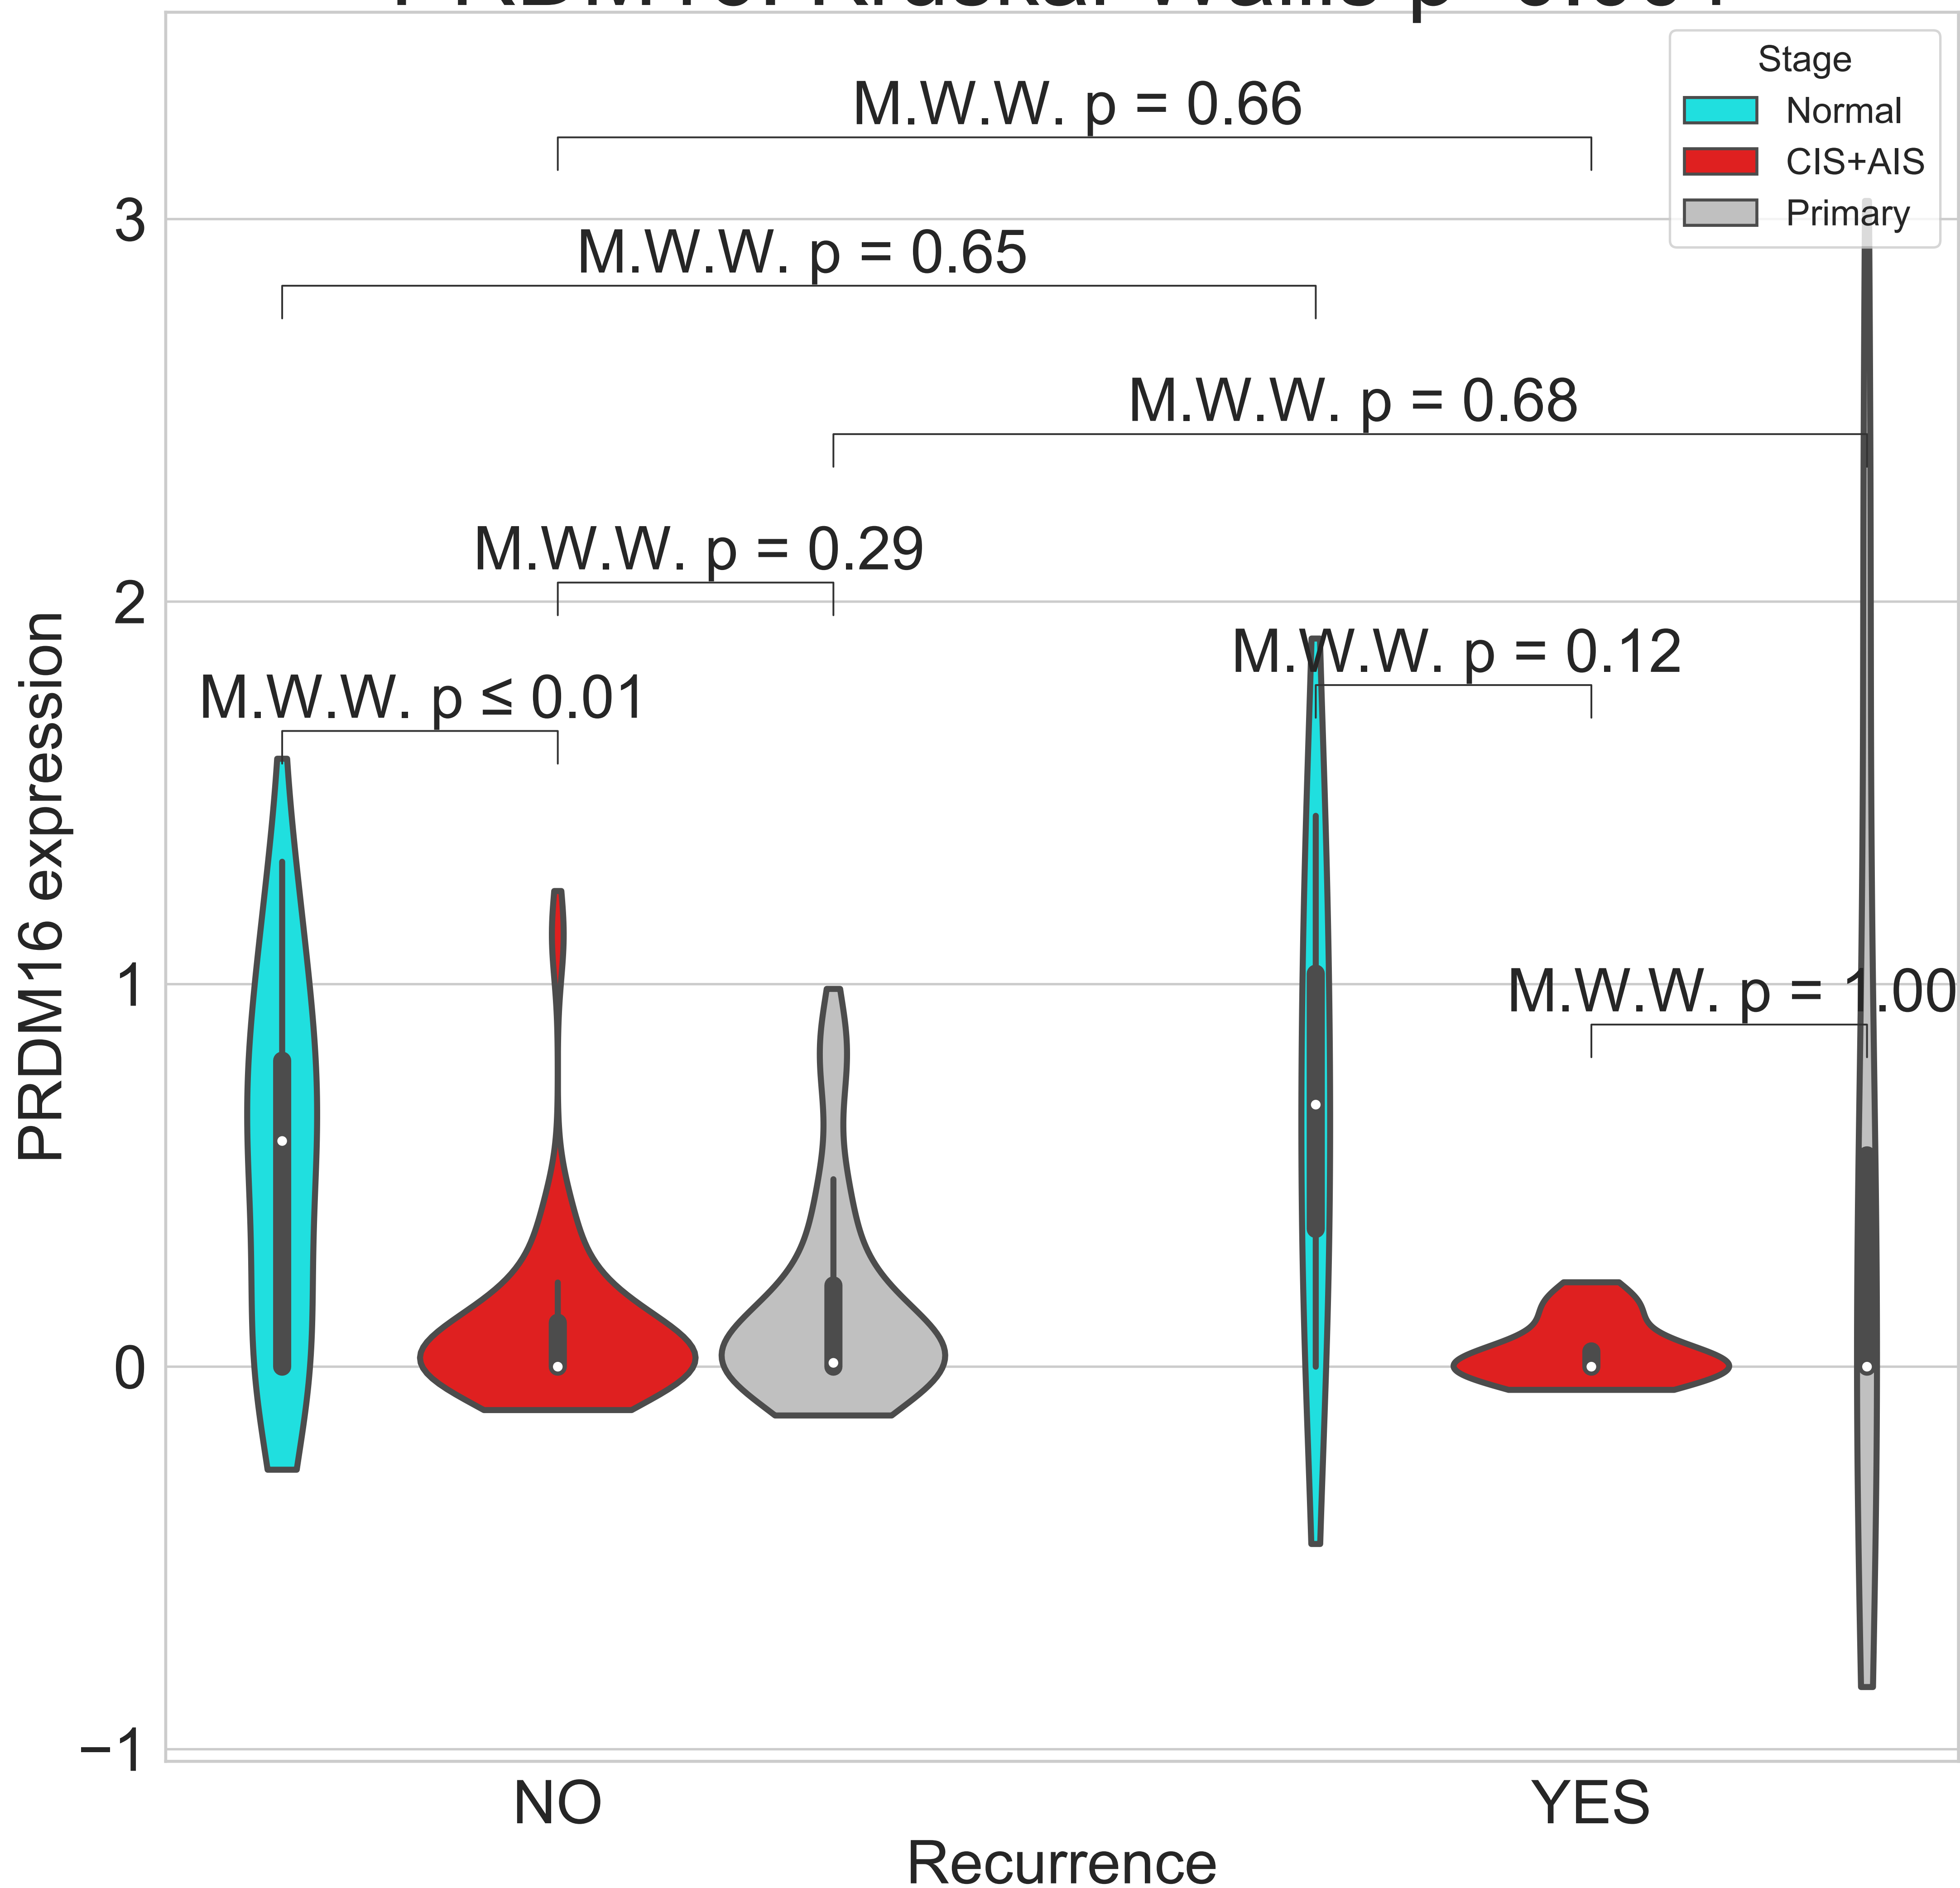 Stage
Normal
CIS+AIS
Primary
M.W.W. p = 0.66
M.W.W. p = 0.65
M.W.W. p = 0.68
M.W.W. p = 0.29
M.W.W. p = 0.12
M.W.W. p ≤ 0.01
M.W.W. p = 1.00
3
2
1
0
−1
PRDM16 expression
NO
YES
Recurrence